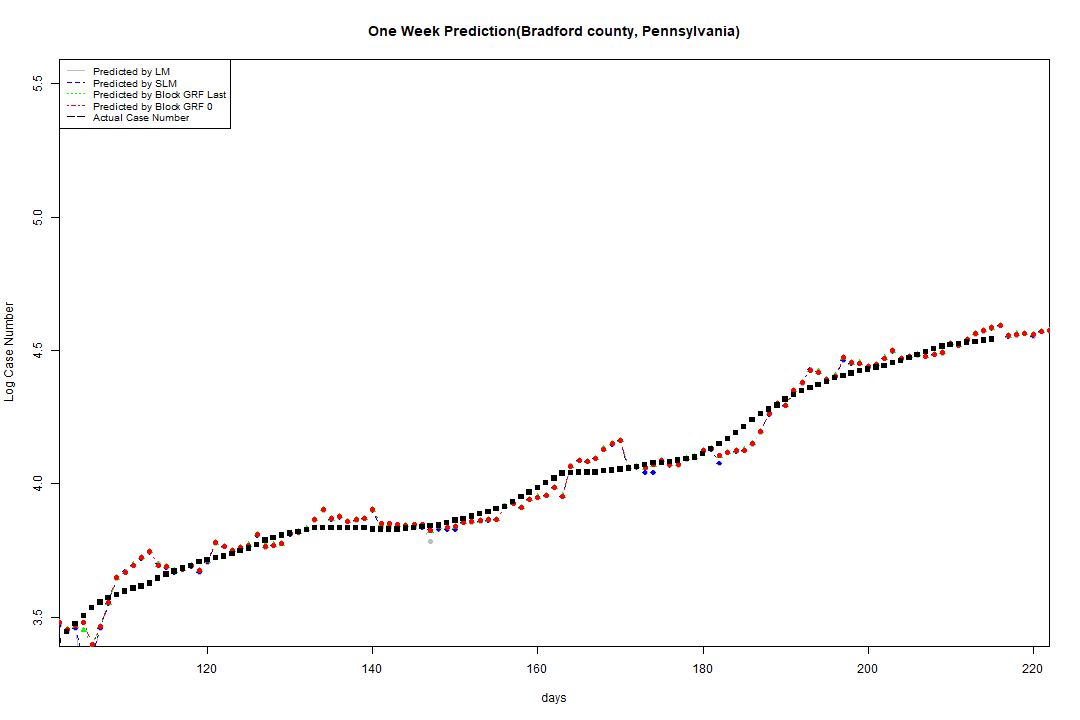 One Week Prediction(Bradford county, Pennsylvania)
Predicted by LM
Predicted by SLM
Predicted by Block GRF Last
Predicted by Block GRF 0
Actual Case Number
Log Case Number
5.5
5.0
4.5
4.0
3.5
120 140 160 180 200 220
days